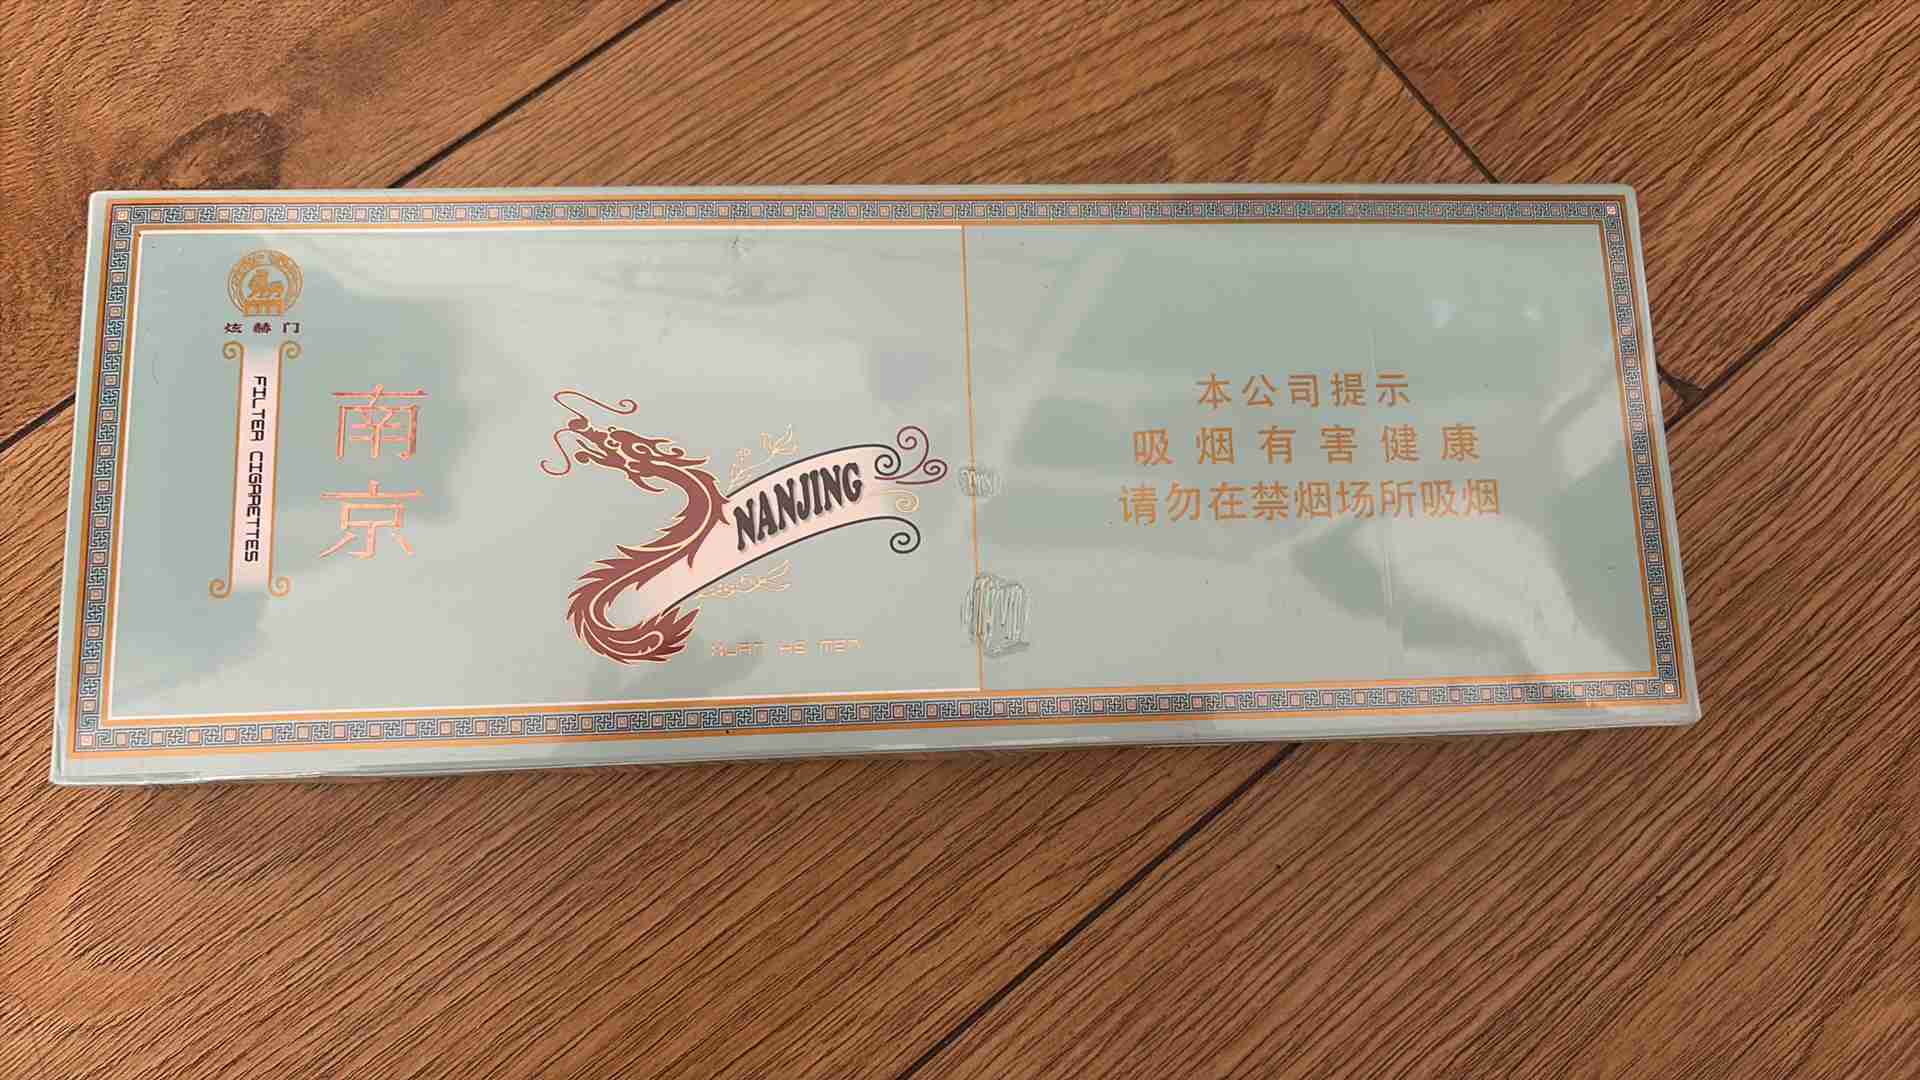 炫赫门
FILTER CIGARETTES
南京
NANJING
XUAN HE MEN
本公司提示
吸烟有害健康
请勿在禁烟场所吸烟